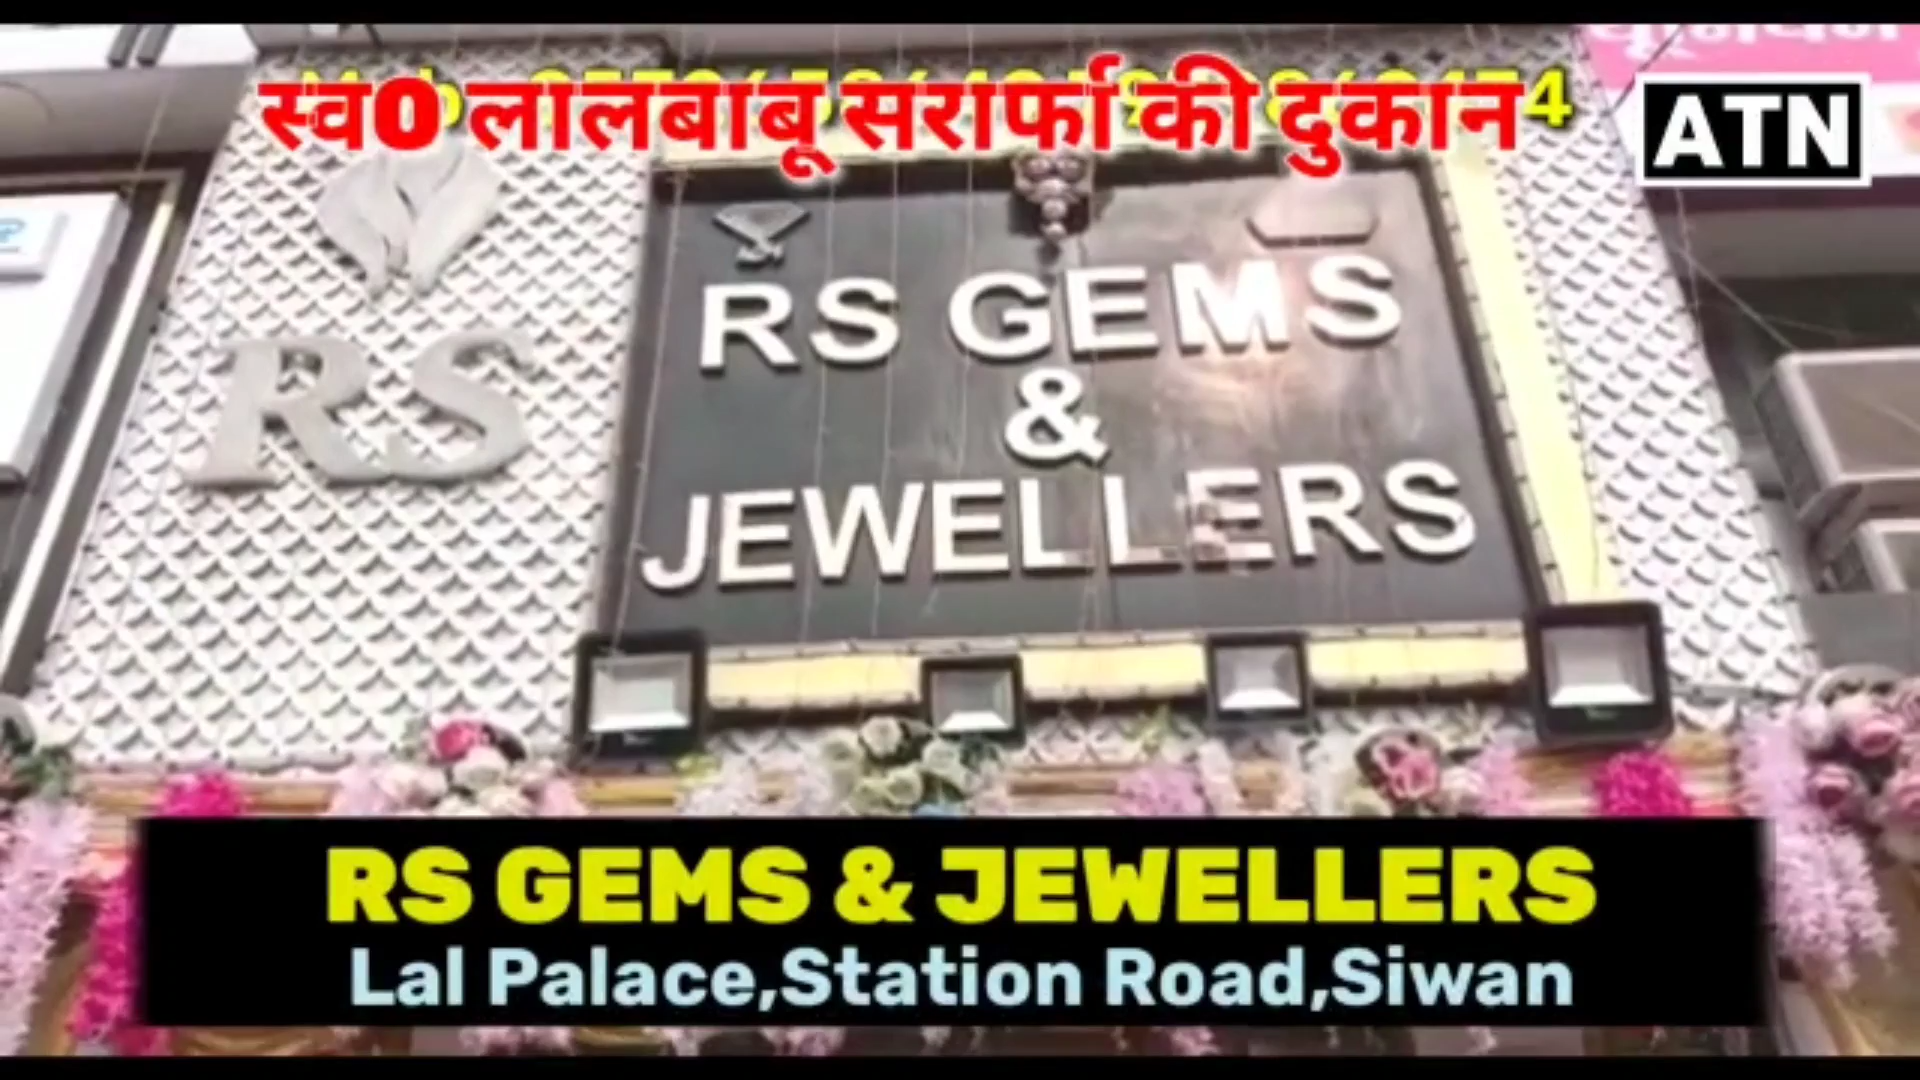 स्व0 लालबाबू सरार्फा की दुकान
ATN
RS
RS GEMS
&
JEWELLERS
RS GEMS & JEWELLERS
Lal Palace,Station Road,Siwan